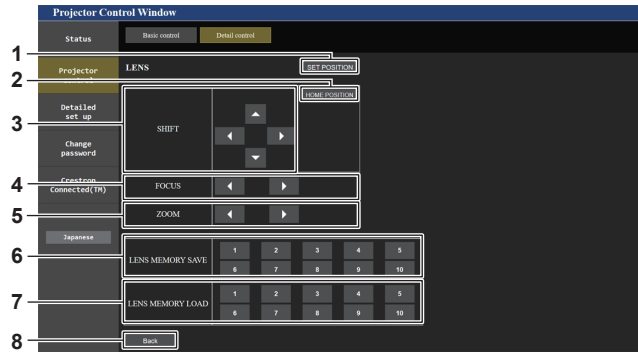 Projector Control Window
Status
Basic control
Detail control
1
LENS
SET POSITION
Projector
control
2
HOME POSITION
Detailed
set up
3
SHIFT
Change
password
Crestron
Connected(TM)
4
FOCUS
5
ZOOM
Japanese
6
LENS MEMORY SAVE
1 2 3 4 5
6 7 8 9 10
7
LENS MEMORY LOAD
1 2 3 4 5
6 7 8 9 10
8
Back